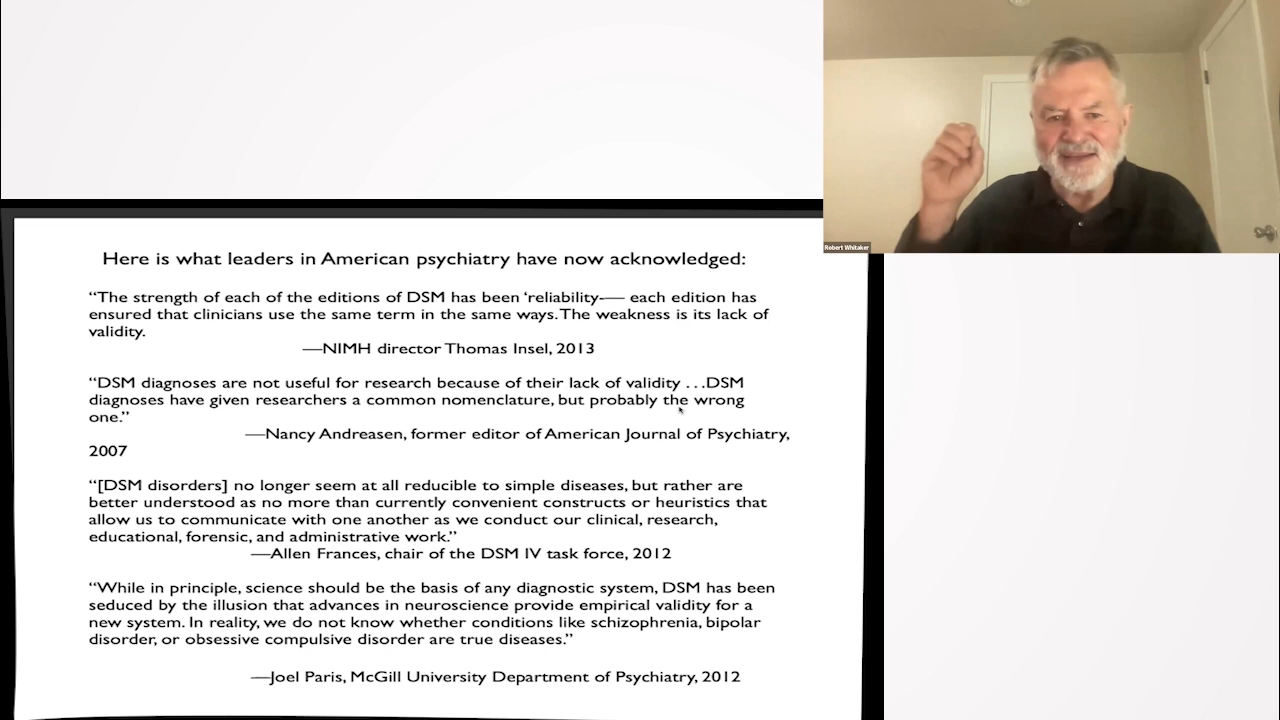 Robert Whitaker
Here is what leaders in American psychiatry have now acknowledged:
“The strength of each of the editions of DSM has been ‘reliability-— each edition has
ensured that clinicians use the same term in the same ways. The weakness is its lack of
validity.
—NIMH director Thomas Insel, 2013
“DSM diagnoses are not useful for research because of their lack of validity . . .DSM
diagnoses have given researchers a common nomenclature, but probably the wrong
one.”
—Nancy Andreasen, former editor of American Journal of Psychiatry,
2007
“[DSM disorders] no longer seem at all reducible to simple diseases, but rather are
better understood as no more than currently convenient constructs or heuristics that
allow us to communicate with one another as we conduct our clinical, research,
educational, forensic, and administrative work.”
—Allen Frances, chair of the DSM IV task force, 2012
“While in principle, science should be the basis of any diagnostic system, DSM has been
seduced by the illusion that advances in neuroscience provide empirical validity for a
new system. In reality, we do not know whether conditions like schizophrenia, bipolar
disorder, or obsessive compulsive disorder are true diseases.”
—Joel Paris, McGill University Department of Psychiatry, 2012